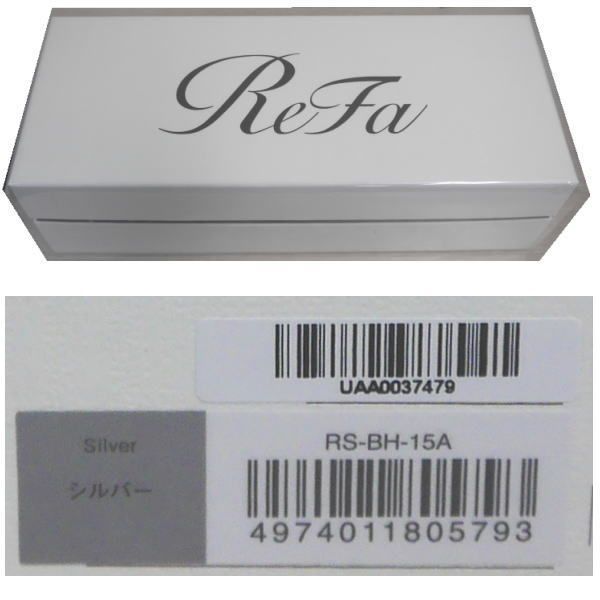 ReFa
UAA0037479
Silver
シルバー
RS-BH-15A
4974011805793